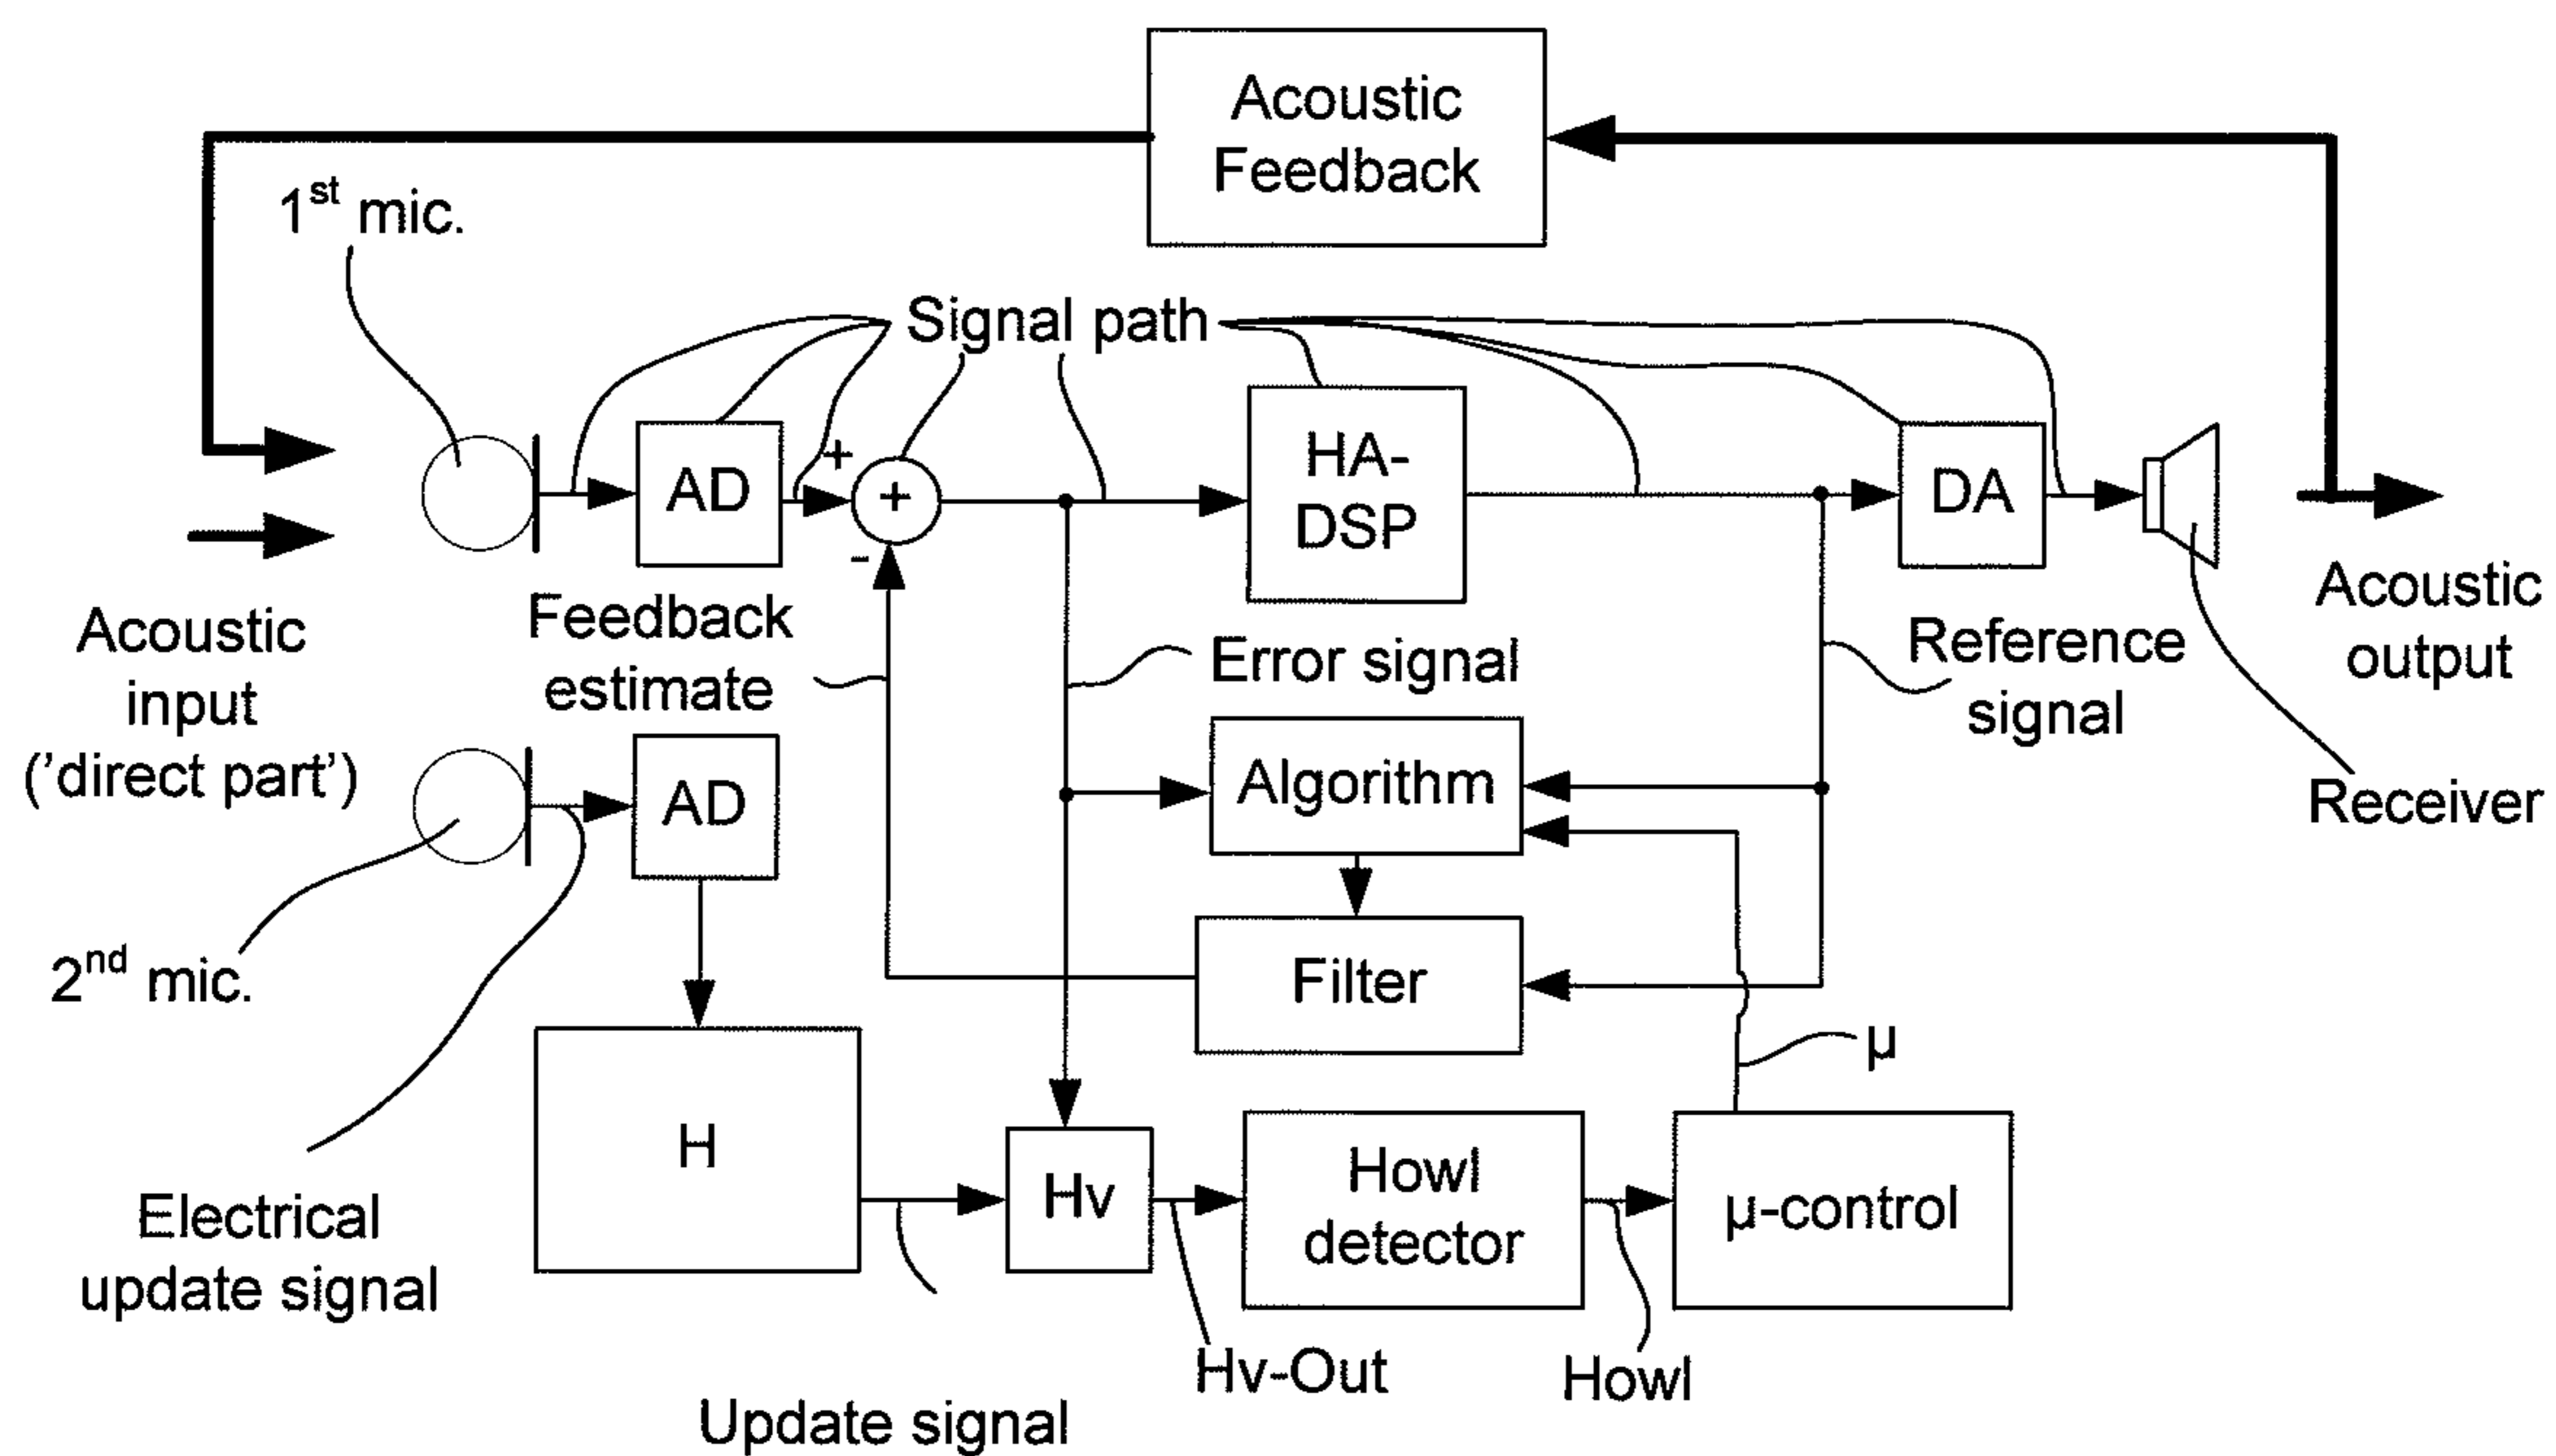 Acoustic
Feedback
1st mic.
Signal path
AD
+
+
-
HA-
DSP
DA
Acoustic
input
('direct part')
Feedback
estimate
Error signal
Reference
signal
Acoustic
output
Receiver
AD
Algorithm
2nd mic.
Filter
μ
H
Hv
Howl
detector
μ-control
Electrical
update signal
Hv-Out
Howl
Update signal